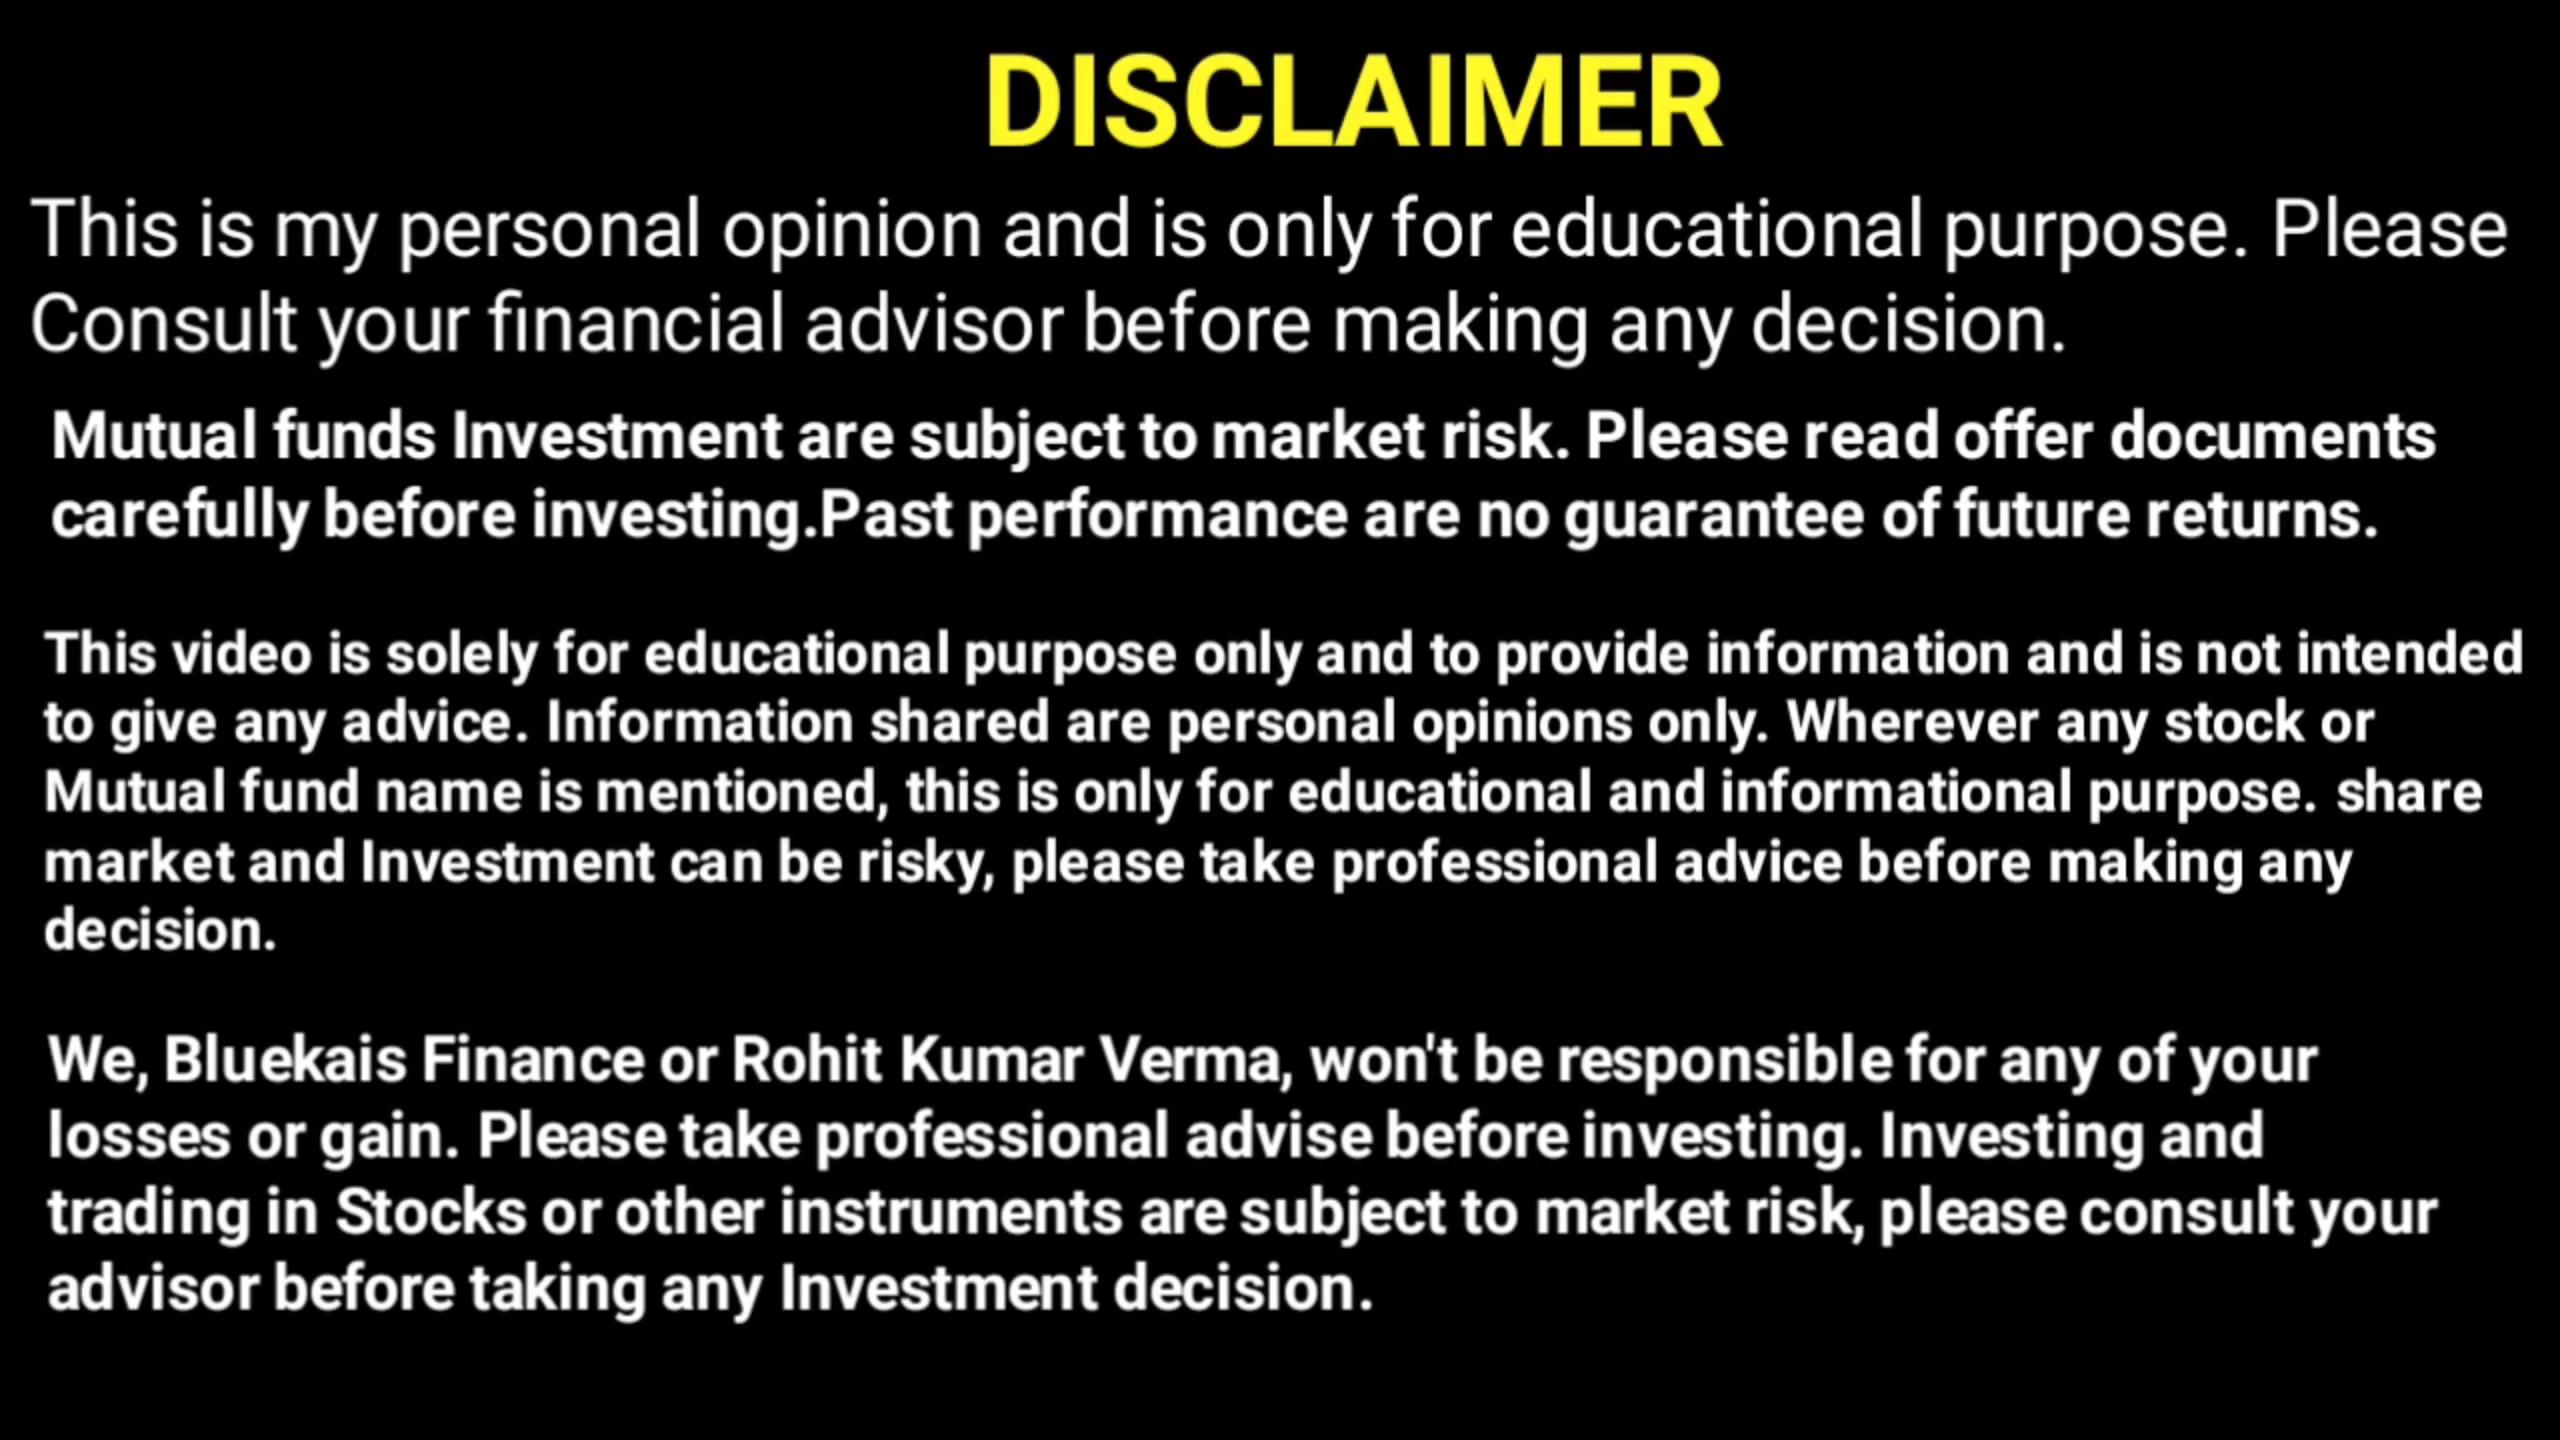 DISCLAIMER
This is my personal opinion and is only for educational purpose. Please
Consult your financial advisor before making any decision.
Mutual funds Investment are subject to market risk. Please read offer documents
carefully before investing.Past performance are no guarantee of future returns.
This video is solely for educational purpose only and to provide information and is not intended
to give any advice. Information shared are personal opinions only. Wherever any stock or
Mutual fund name is mentioned, this is only for educational and informational purpose. share
market and Investment can be risky, please take professional advice before making any
decision.
We, Bluekais Finance or Rohit Kumar Verma, won't be responsible for any of your
losses or gain. Please take professional advise before investing. Investing and
trading in Stocks or other instruments are subject to market risk, please consult your
advisor before taking any Investment decision.